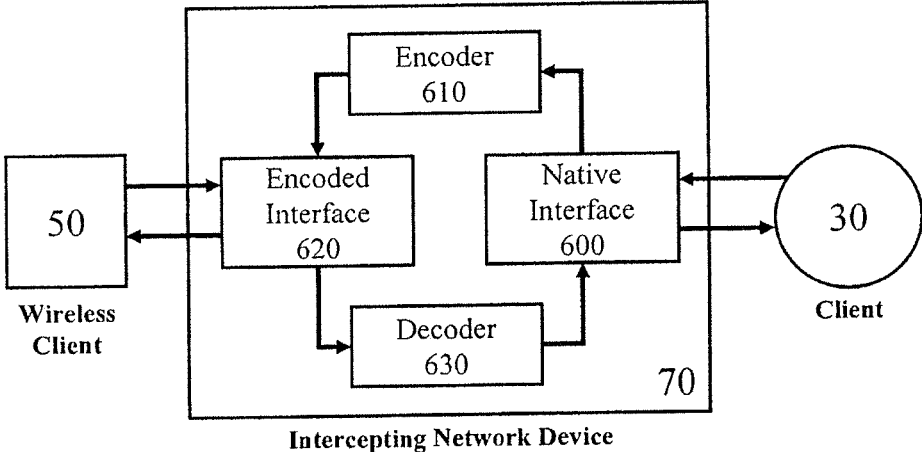 Encoder
610
Encoded
Interface
620
Native
Interface
600
50
30
Wireless
Client
Client
Decoder
630
70
Intercepting Network Device